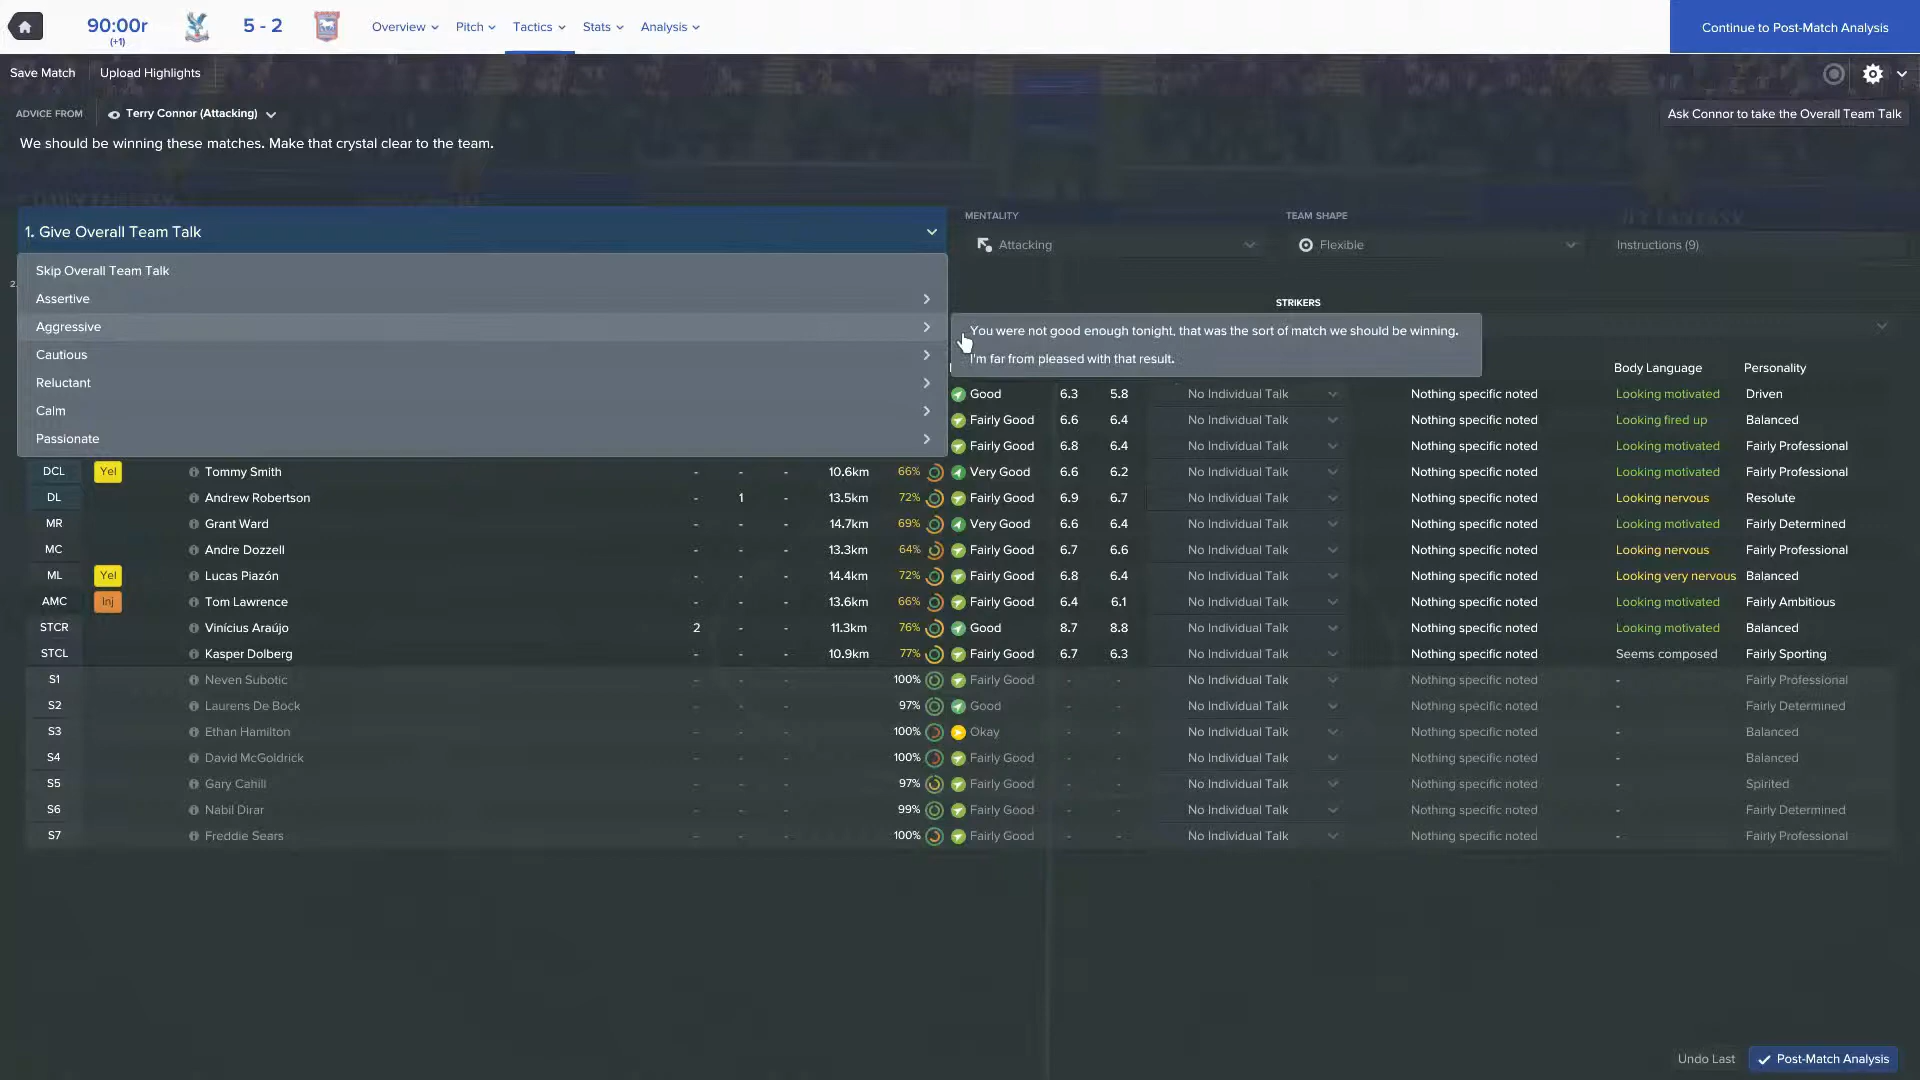 90:00r
(+1)
5 - 2
Overview
Pitch
Tactics
Stats
Analysis
Continue to Post-Match Analysis
Save Match
Upload Highlights
ADVICE FROM
Terry Connor (Attacking)
Ask Connor to take the Overall Team Talk
We should be winning these matches. Make that crystal clear to the team.
1. Give Overall Team Talk
MENTALITY
Attacking
TEAM SHAPE
Flexible
Instructions (9)
2.
Skip Overall Team Talk
Assertive
Aggressive
Cautious
Reluctant
Calm
Passionate
STRIKERS
You were not good enough tonight, that was the sort of match we should be winning.
I'm far from pleased with that result.
Body Language Personality
Good 6.3 5.8 No Individual Talk Nothing specific noted Looking motivated Driven
Fairly Good 6.6 6.4 No Individual Talk Nothing specific noted Looking fired up Balanced
Fairly Good 6.8 6.4 No Individual Talk Nothing specific noted Looking motivated Fairly Professional
DCL Yel Tommy Smith - - - 10.6km 66% Very Good 6.6 6.2 No Individual Talk Nothing specific noted Looking motivated Fairly Professional
DL Andrew Robertson - 1 - 13.5km 72% Fairly Good 6.9 6.7 No Individual Talk Nothing specific noted Looking nervous Resolute
MR Grant Ward - - - 14.7km 69% Very Good 6.6 6.4 No Individual Talk Nothing specific noted Looking motivated Fairly Determined
MC Andre Dozzell - - - 13.3km 64% Fairly Good 6.7 6.6 No Individual Talk Nothing specific noted Looking nervous Fairly Professional
ML Yel Lucas Piazón - - - 14.4km 72% Fairly Good 6.8 6.4 No Individual Talk Nothing specific noted Looking very nervous Balanced
AMC Inj Tom Lawrence - - - 13.6km 66% Fairly Good 6.4 6.1 No Individual Talk Nothing specific noted Looking motivated Fairly Ambitious
STCR Vinícius Araújo 2 - - 11.3km 76% Good 8.7 8.8 No Individual Talk Nothing specific noted Looking motivated Balanced
STCL Kasper Dolberg - - - 10.9km 77% Fairly Good 6.7 6.3 No Individual Talk Nothing specific noted Seems composed Fairly Sporting
S1 Neven Subotic - - - 100% Fairly Good - - No Individual Talk Nothing specific noted - Fairly Professional
S2 Laurens De Bock - - - 97% Good - - No Individual Talk Nothing specific noted - Fairly Determined
S3 Ethan Hamilton - - - 100% Okay - - No Individual Talk Nothing specific noted - Balanced
S4 David McGoldrick - - - 100% Fairly Good - - No Individual Talk Nothing specific noted - Balanced
S5 Gary Cahill - - - 97% Fairly Good - - No Individual Talk Nothing specific noted - Spirited
S6 Nabil Dirar - - - 99% Fairly Good - - No Individual Talk Nothing specific noted - Fairly Determined
S7 Freddie Sears - - - 100% Fairly Good - - No Individual Talk Nothing specific noted - Fairly Professional
Undo Last
Post-Match Analysis